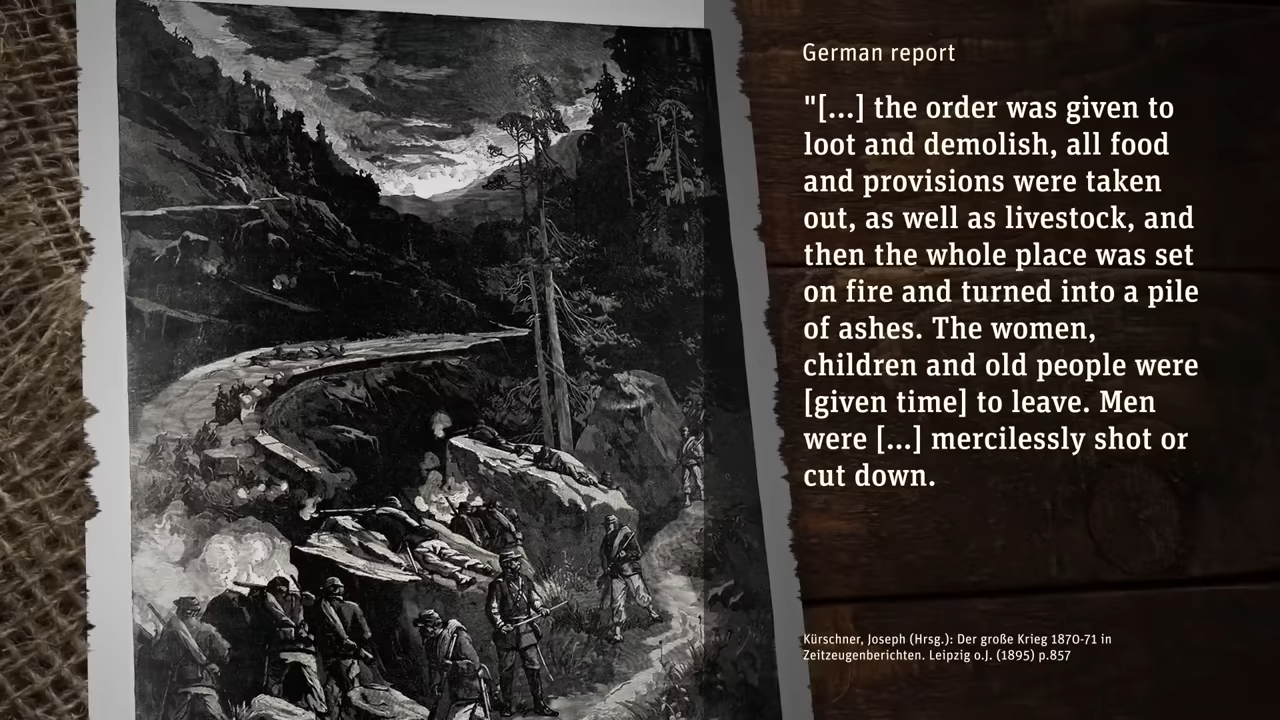 German report
"[...] the order was given to
loot and demolish, all food
and provisions were taken
out, as well as livestock, and
then the whole place was set
on fire and turned into a pile
of ashes. The women,
children and old people were
[given time] to leave. Men
were [...] mercilessly shot or
cut down.
Kürschner, Joseph (Hrsg.): Der große Krieg 1870-71 in
Zeitzeugenberichten. Leipzig o.J. (1895) p.857